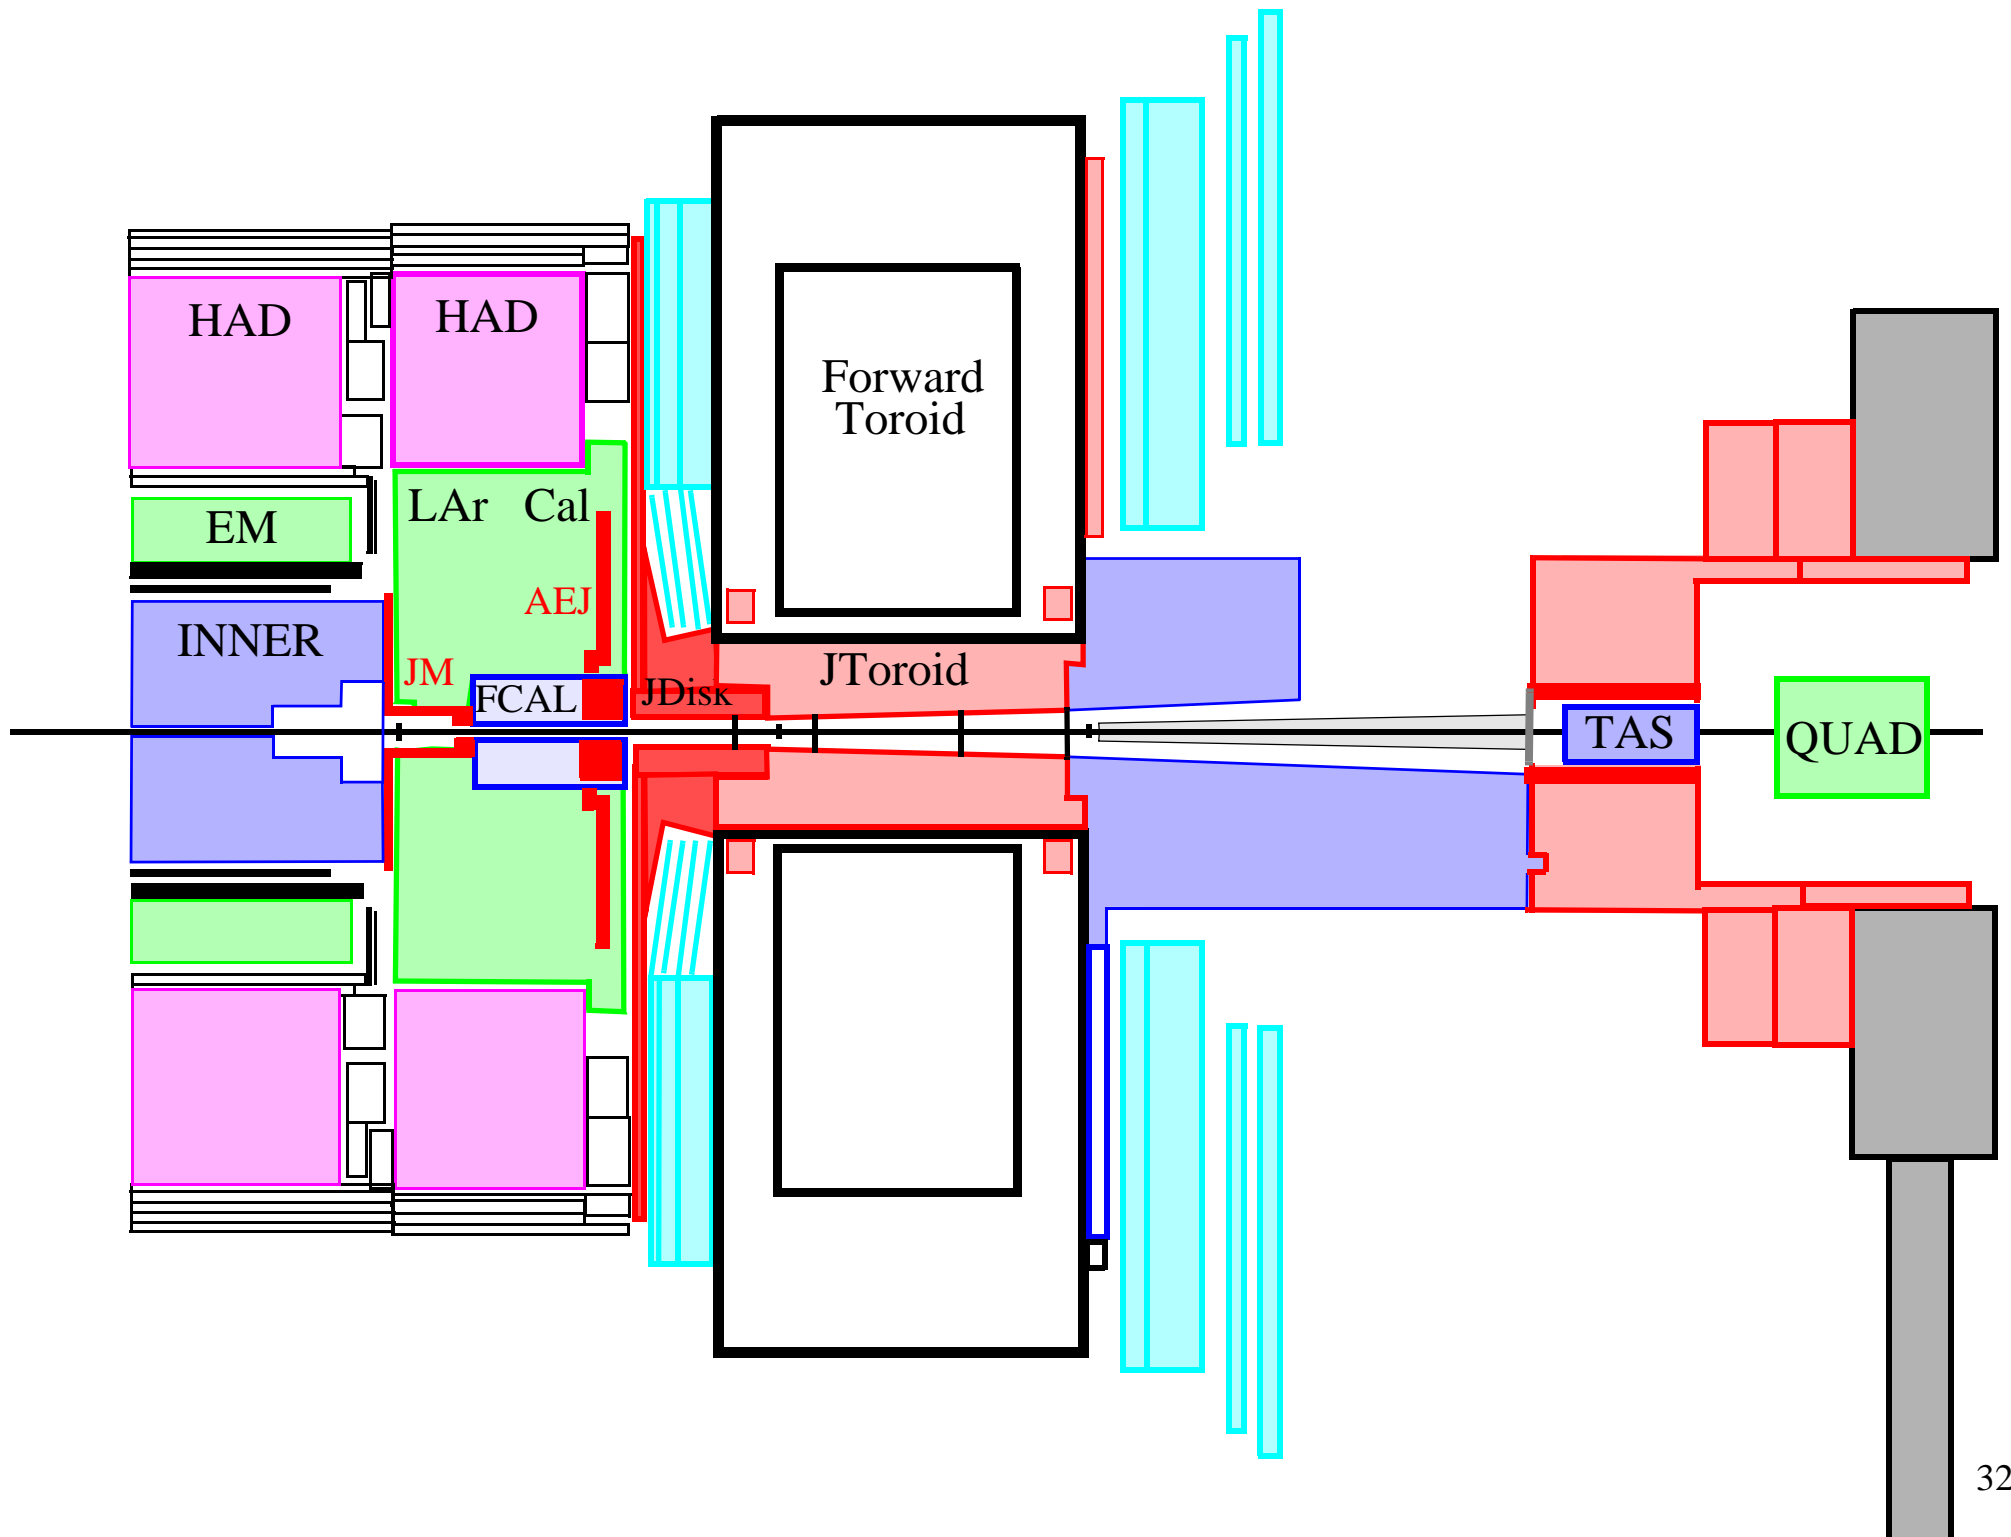 HAD HAD
Forward
Toroid
LAr Cal
EM
AEJ
INNER
JM
JToroid
FCAL
JDisk
TAS
QUAD
32